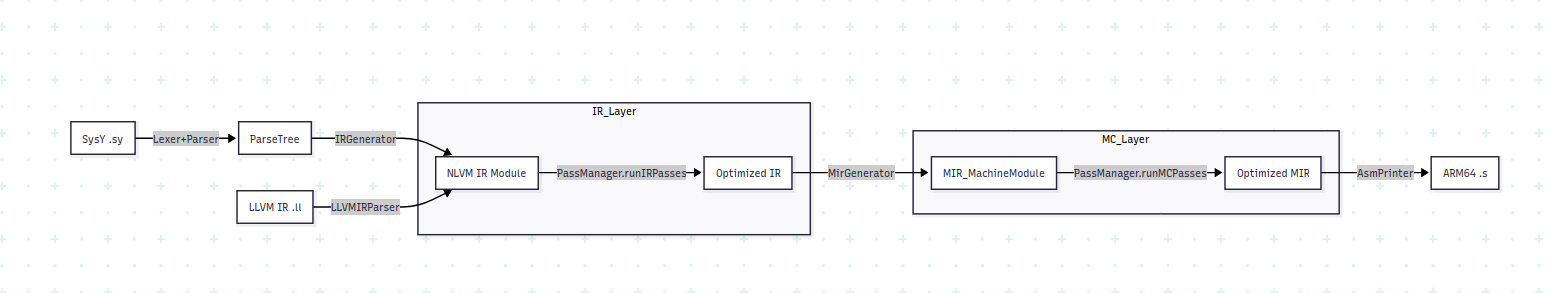 IR_Layer
MC_Layer
SysY .sy
Lexer+Parser
ParseTree
IRGenerator
LLVM IR .ll
LLVMIRParser
NLVM IR Module
PassManager.runIRPasses
Optimized IR
MirGenerator
MIR_MachineModule
PassManager.runMCPasses
Optimized MIR
AsmPrinter
ARM64 .s